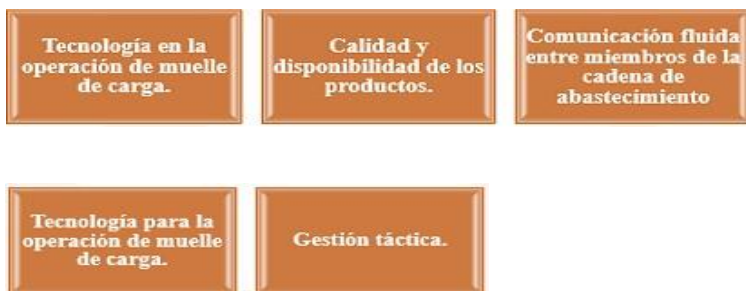 Tecnología en la
operación de muelle
de carga.
Calidad y
disponibilidad de los
productos.
Comunicación fluida
entre miembros de la
cadena de
abastecimiento
Tecnología para la
operación de muelle
de carga.
Gestión táctica.